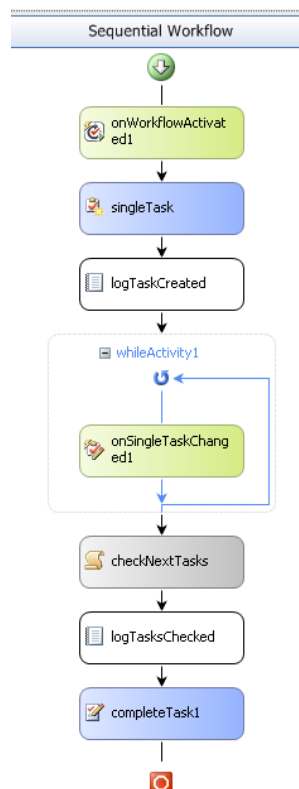 Sequential Workflow
onWorkflowActivat
ed1
singleTask
logTaskCreated
whileActivity1
onSingleTaskChang
ed1
checkNextTasks
logTasksChecked
completeTask1